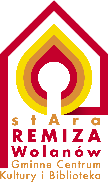 stAra
REMIZA
Wolanów
Gminne Centrum
Kultury i Biblioteka